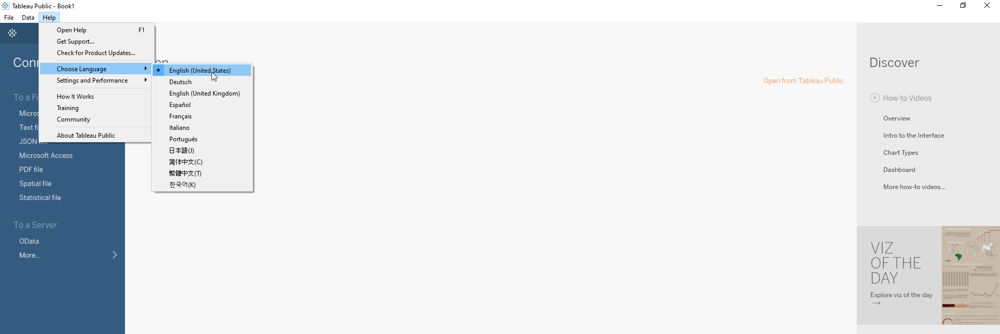 Tableau Public - Book1
File Data Help
Open Help F1
Get Support...
Check for Product Updates...
Choose Language
Settings and Performance
How It Works
Training
Community
About Tableau Public
English (United States)
Deutsch
English (United Kingdom)
Español
Français
Italiano
Português
日本語(J)
简体中文(C)
繁體中文(T)
한국어(K)
Conn
en
To a Fi
Micros
Text fi
JSON file
Microsoft Access
PDF file
Spatial file
Statistical file
To a Server
OData
More...
Open from Tableau Public
Discover
How-to Videos
Overview
Intro to the Interface
Chart Types
Dashboard
More how-to videos...
VIZ
OF THE
DAY
Explore viz of the day